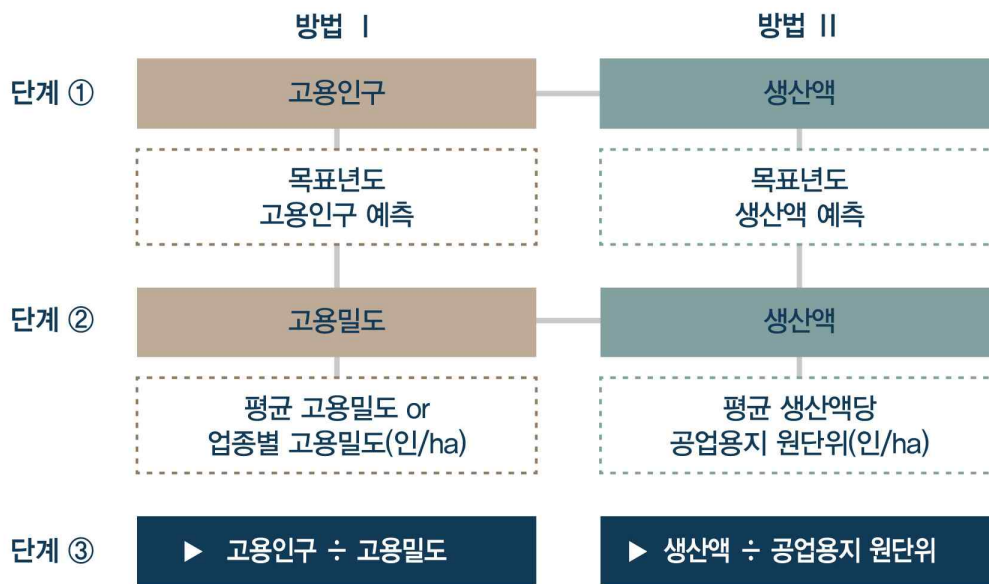 방법 Ⅰ
방법 Ⅱ
단계 ①
고용인구
생산액
목표년도
고용인구 예측
목표년도
생산액 예측
단계 ②
고용밀도
생산액
평균 고용밀도 or
업종별 고용밀도(인/ha)
평균 생산액당
공업용지 원단위(인/ha)
단계 ③
▶ 고용인구 ÷ 고용밀도
▶ 생산액 ÷ 공업용지 원단위